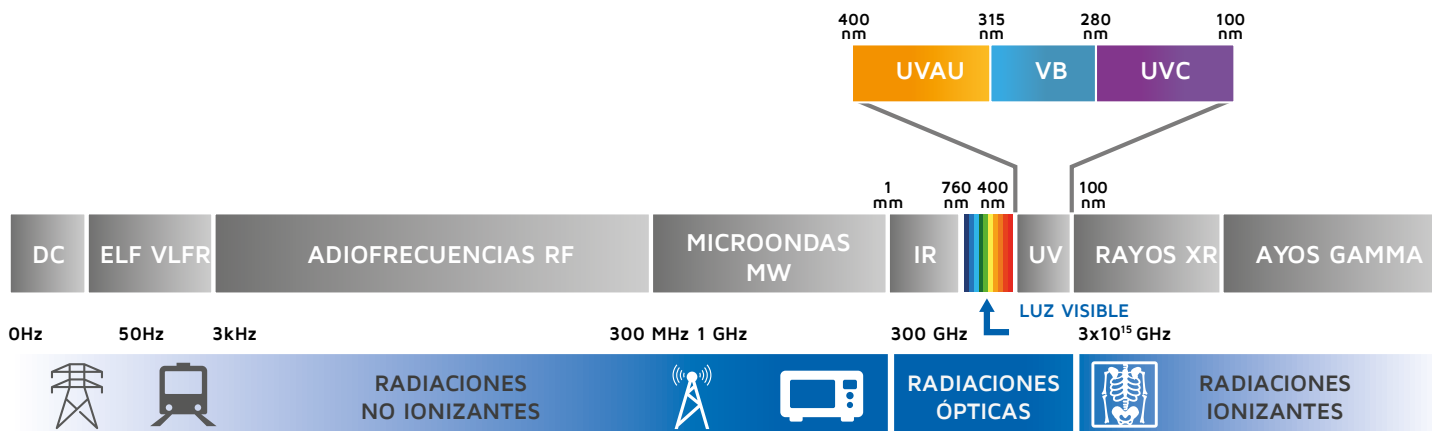 400 nm
315 nm
280 nm
100 nm
UVAU
VB
UVC
1 mm
760 nm
400 nm
100 nm
DC
ELF VLFR
ADIOFRECUENCIAS RF
MICROONDAS
MW
IR
UV
RAYOS XR
AYOS GAMMA
LUZ VISIBLE
0Hz
50Hz
3kHz
300 MHz 1 GHz
300 GHz
3x10¹⁵ GHz
RADIACIONES
NO IONIZANTES
RADIACIONES
ÓPTICAS
RADIACIONES
IONIZANTES